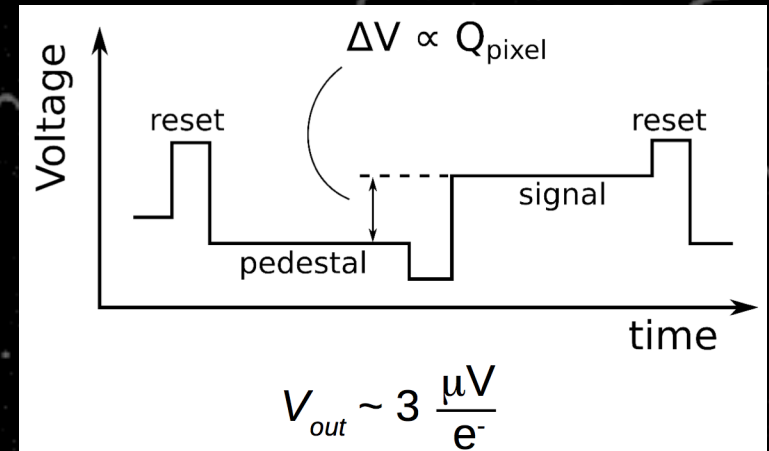 ΔV ∝ Qpixel
Voltage
reset
reset
signal
pedestal
time
Vout ~ 3 μV/e-